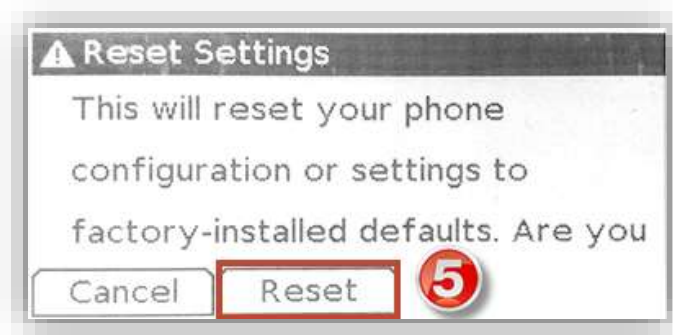 Reset Settings
This will reset your phone
configuration or settings to
factory-installed defaults. Are you
Cancel Reset 5